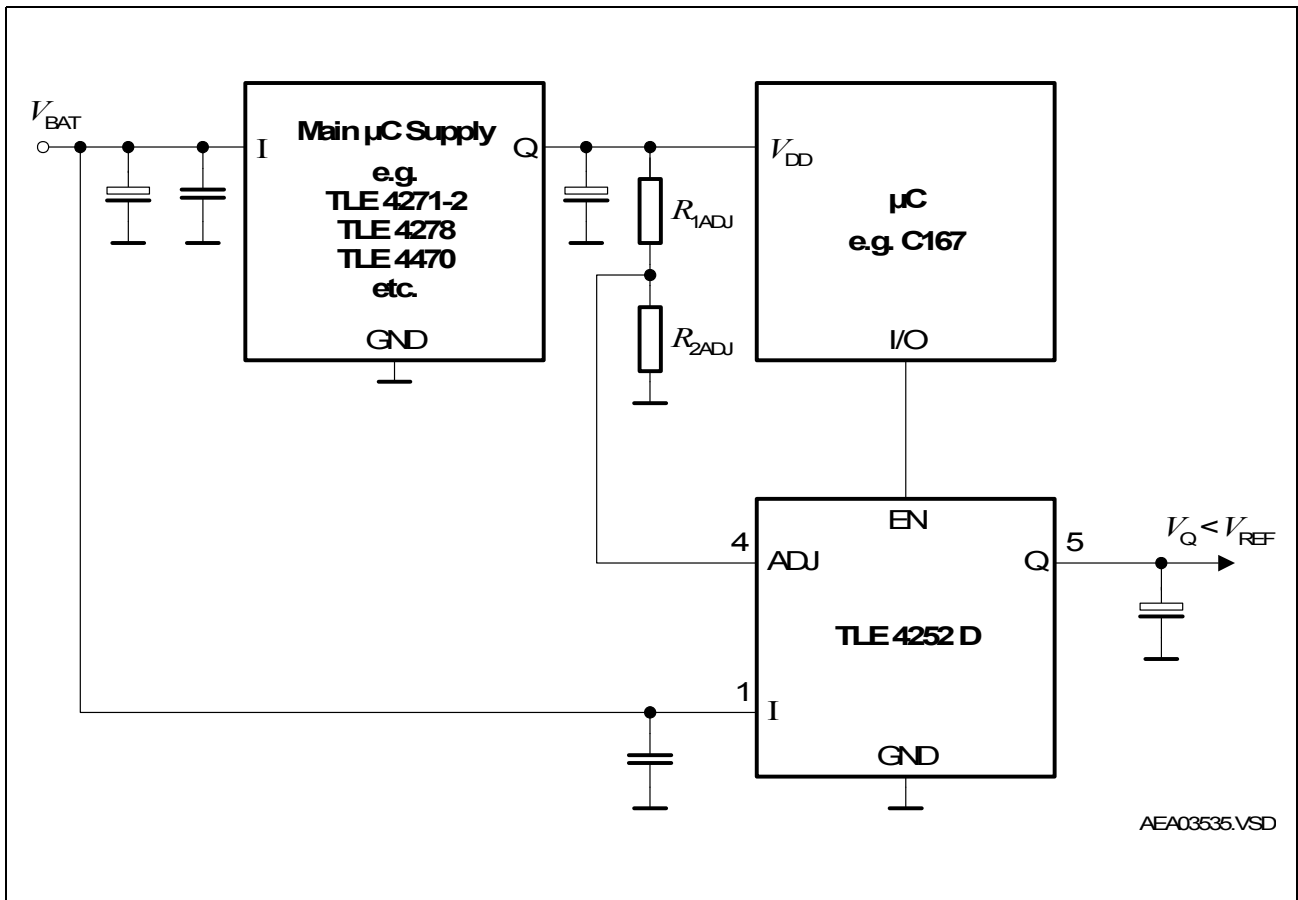 V_BAT
I
Main µC Supply
Q
e.g.
TLE 4271-2
TLE 4278
TLE 4470
etc.
GND
R_1ADJ
R_2ADJ
V_DD
µC
e.g. C167
I/O
EN
4
ADJ
Q
5
V_Q < V_REF
TLE 4252 D
1
I
GND
AEA03535.VSD